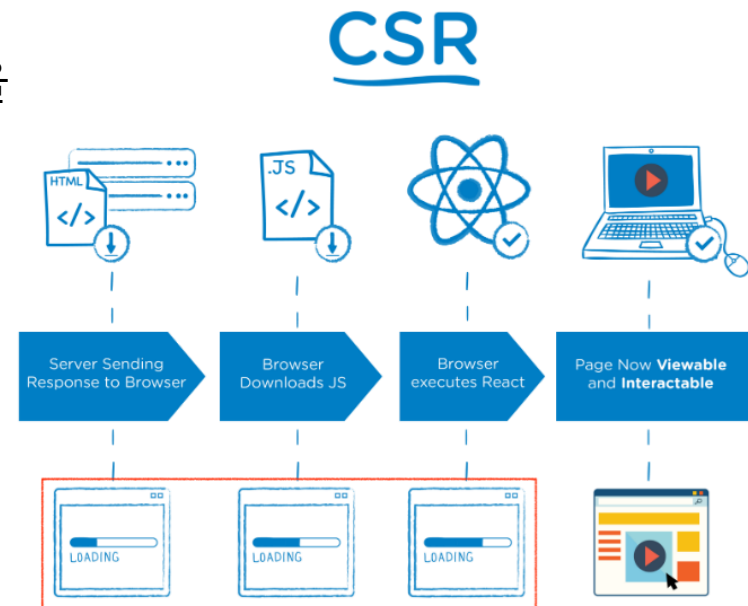 CSR
HTML
</>
.JS
</>
Server Sending
Response to Browser
Browser
Downloads JS
Browser
executes React
Page Now Viewable
and Interactable
LOADING
LOADING
LOADING